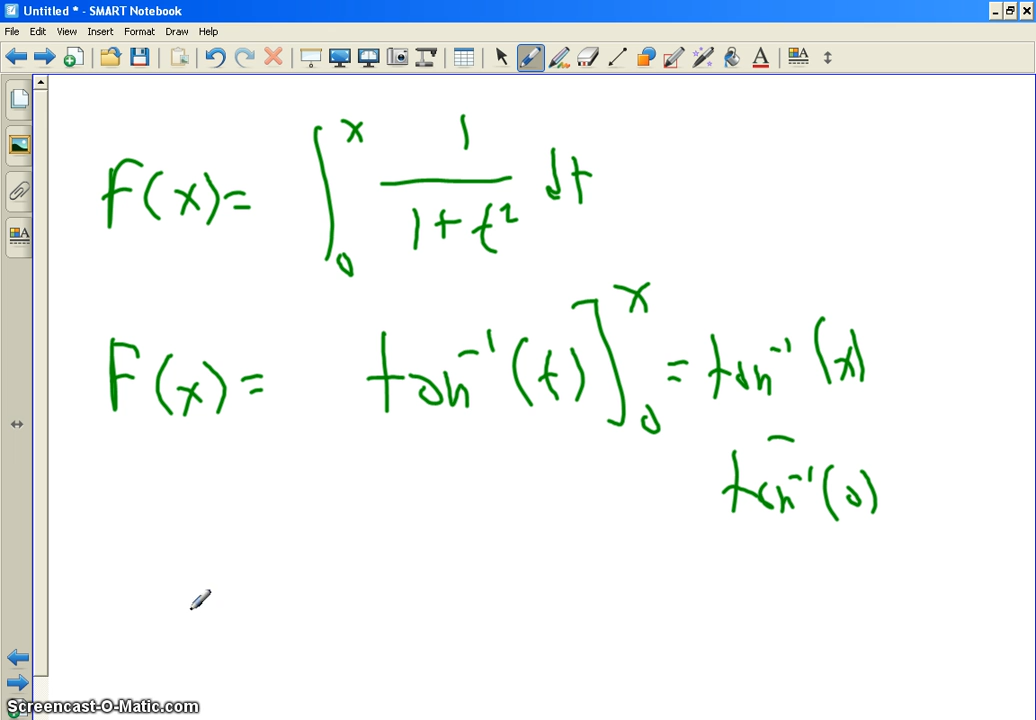 Untitled * - SMART Notebook
File Edit View Insert Format Draw Help
F(x) = ∫₀ˣ 1/(1+t²) dt
F(x) = tan⁻¹(t)]₀ˣ = tan⁻¹(x)
− tan⁻¹(0)
Screencast-O-Matic.com